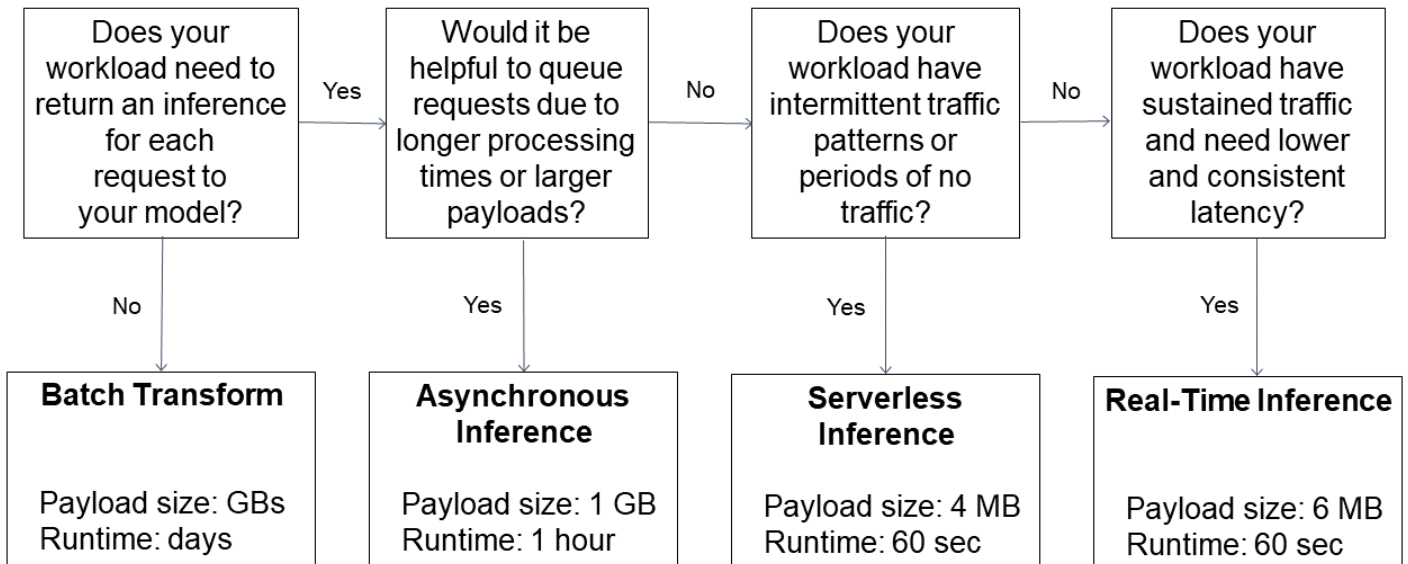 Does your
workload need to
return an inference
for each
request to
your model?
Yes
Would it be
helpful to queue
requests due to
longer processing
times or larger
payloads?
No
Does your
workload have
intermittent traffic
patterns or
periods of no
traffic?
No
Does your
workload have
sustained traffic
and need lower
and consistent
latency?
No
Yes
Yes
Yes
Batch Transform
Payload size: GBs
Runtime: days
Asynchronous
Inference
Payload size: 1 GB
Runtime: 1 hour
Serverless
Inference
Payload size: 4 MB
Runtime: 60 sec
Real-Time Inference
Payload size: 6 MB
Runtime: 60 sec